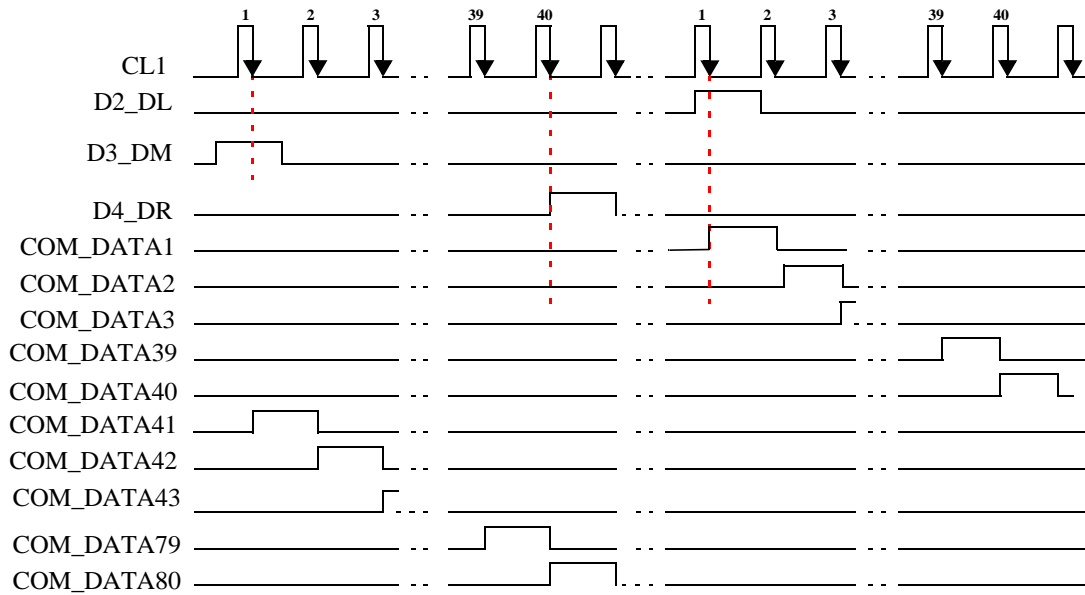 1 2 3 39 40 1 2 3 39 40
CL1
D2_DL
D3_DM
D4_DR
COM_DATA1
COM_DATA2
COM_DATA3
COM_DATA39
COM_DATA40
COM_DATA41
COM_DATA42
COM_DATA43
COM_DATA79
COM_DATA80